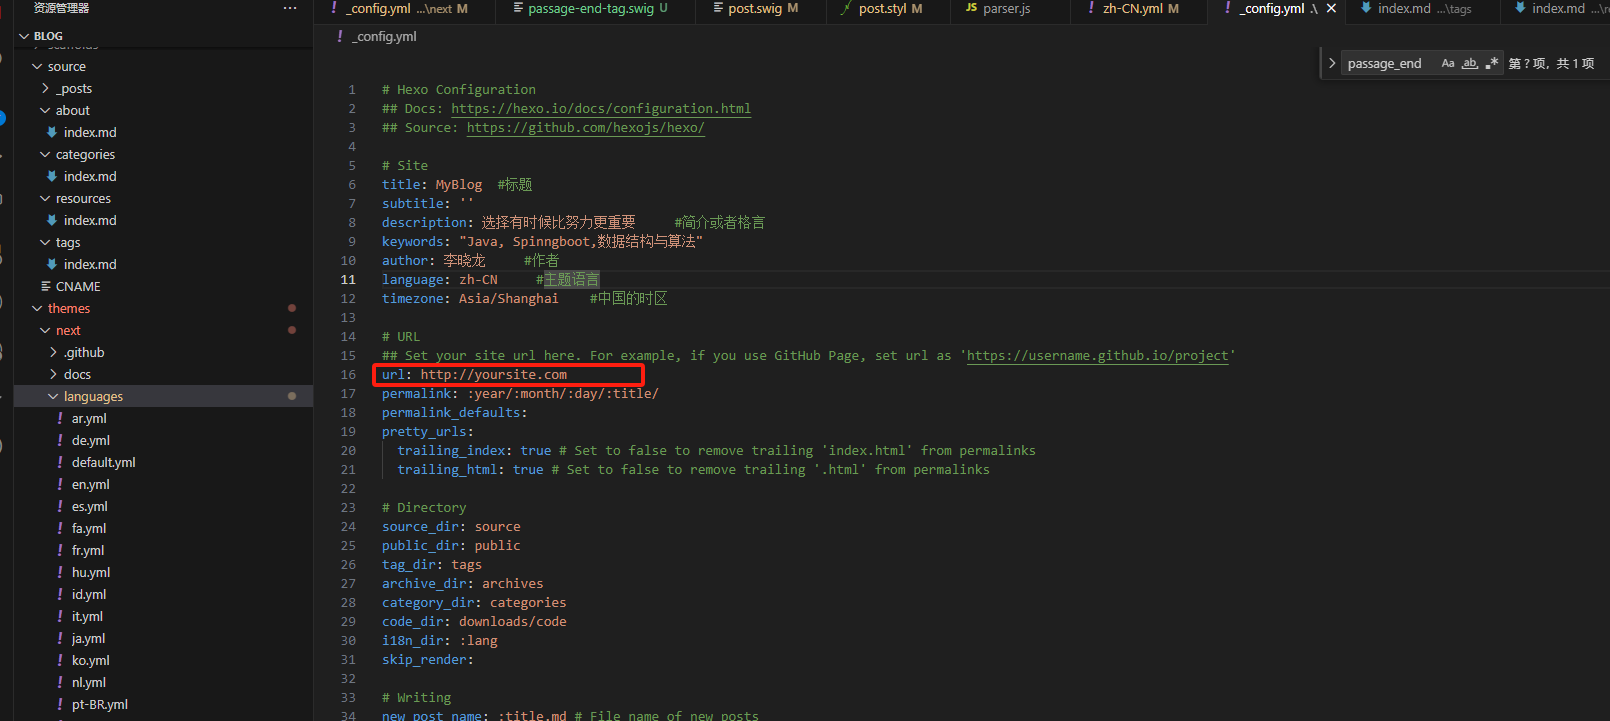 资源管理器 ···
BLOG
source
_posts
about
index.md
categories
index.md
resources
index.md
tags
index.md
CNAME
themes
next
.github
docs
languages
! ar.yml
! de.yml
! default.yml
! en.yml
! es.yml
! fa.yml
! fr.yml
! hu.yml
! id.yml
! it.yml
! ja.yml
! ko.yml
! nl.yml
! pt-BR.yml
! _config.yml ...\next M passage-end-tag.swig U post.swig M post.styl M JS parser.js ! zh-CN.yml M ! _config.yml .\ index.md ...\tags index.md
! _config.yml
passage_end Aa ab .* 第 ? 项, 共 1 项
1 # Hexo Configuration
2 ## Docs: https://hexo.io/docs/configuration.html
3 ## Source: https://github.com/hexojs/hexo/
4
5 # Site
6 title: MyBlog #标题
7 subtitle: ''
8 description: 选择有时候比努力更重要 #简介或者格言
9 keywords: "Java, Spinngboot,数据结构与算法"
10 author: 李晓龙 #作者
11 language: zh-CN #主题语言
12 timezone: Asia/Shanghai #中国的时区
13
14 # URL
15 ## Set your site url here. For example, if you use GitHub Page, set url as 'https://username.github.io/project'
16 url: http://yoursite.com
17 permalink: :year/:month/:day/:title/
18 permalink_defaults:
19 pretty_urls:
20 trailing_index: true # Set to false to remove trailing 'index.html' from permalinks
21 trailing_html: true # Set to false to remove trailing '.html' from permalinks
22
23 # Directory
24 source_dir: source
25 public_dir: public
26 tag_dir: tags
27 archive_dir: archives
28 category_dir: categories
29 code_dir: downloads/code
30 i18n_dir: :lang
31 skip_render:
32
33 # Writing
34 new_post_name: :title.md # File name of new posts